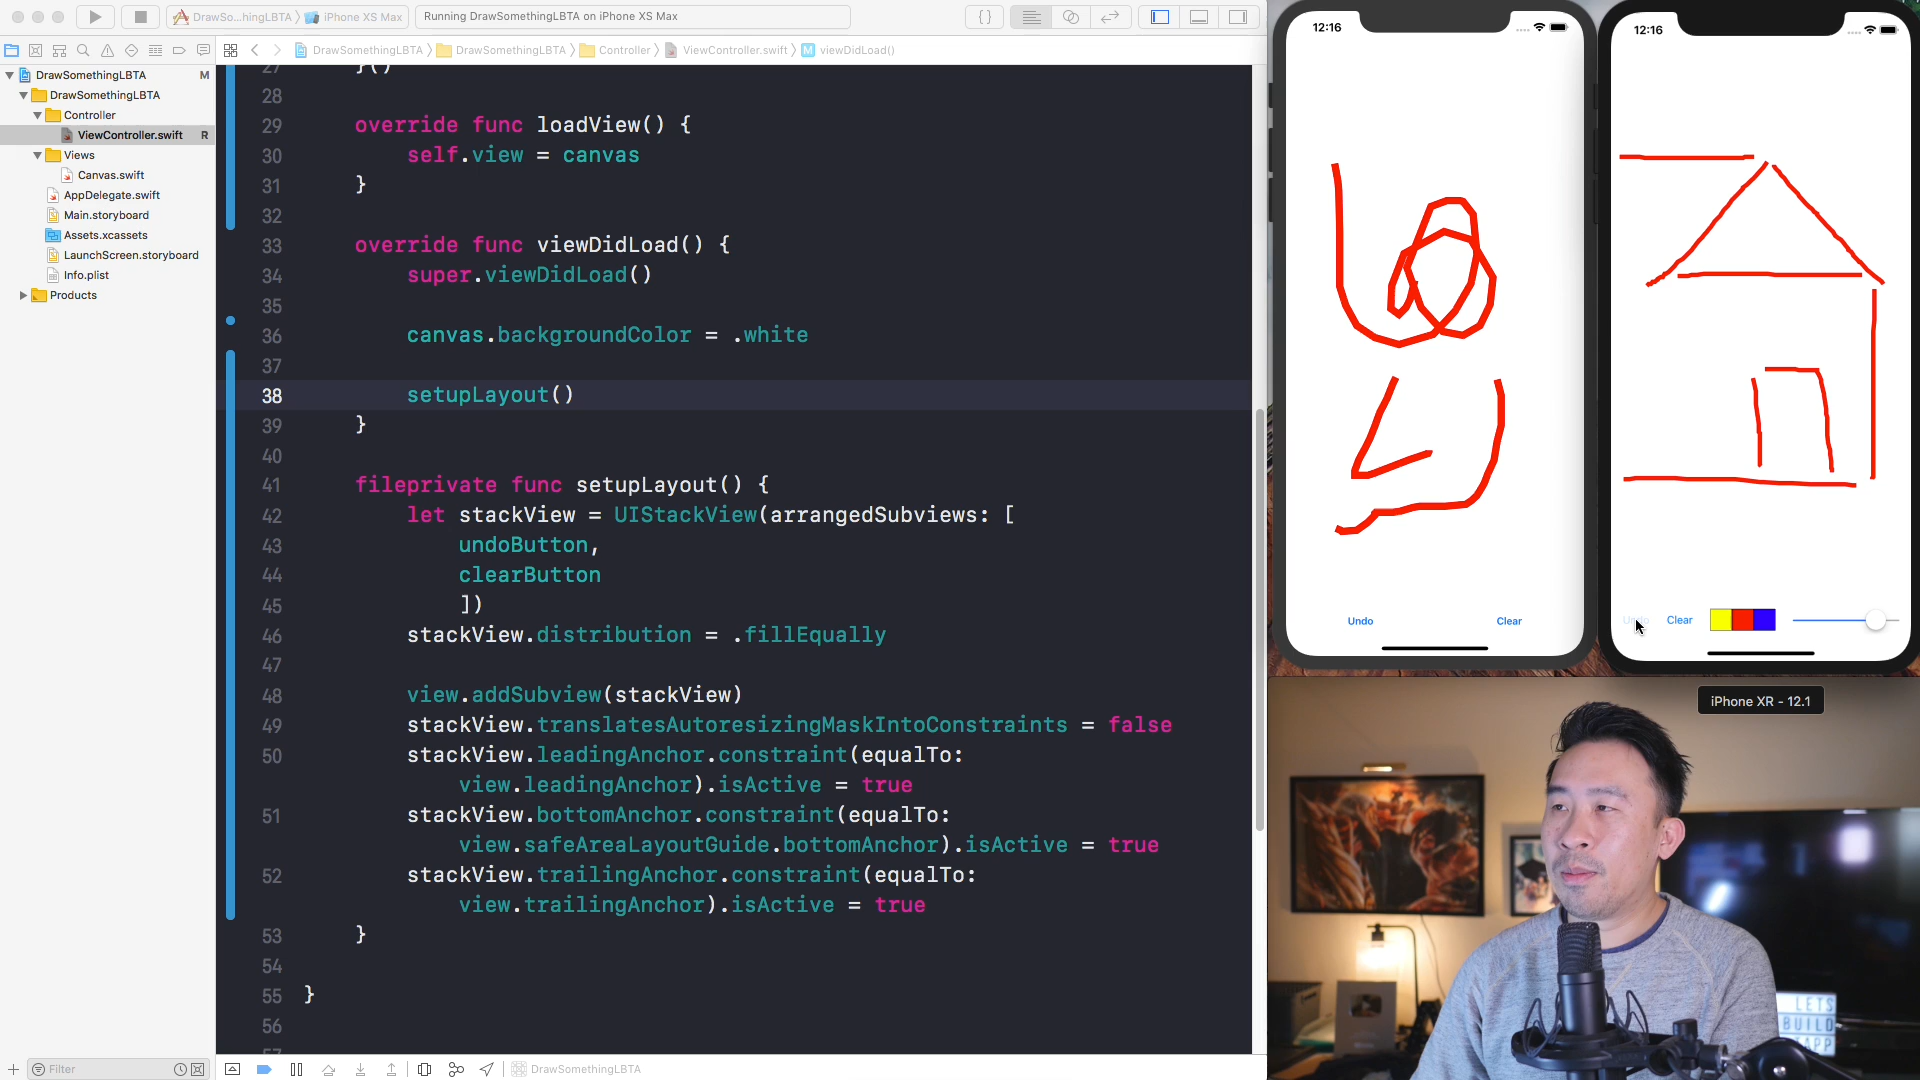 DrawSo...hingLBTA
iPhone XS Max
Running DrawSomethingLBTA on iPhone XS Max
DrawSomethingLBTA
DrawSomethingLBTA
Controller
ViewController.swift
M
viewDidLoad()
DrawSomethingLBTA
M
DrawSomethingLBTA
Controller
ViewController.swift
R
Views
Canvas.swift
AppDelegate.swift
Main.storyboard
Assets.xcassets
LaunchScreen.storyboard
Info.plist
Products
Filter
27 }()
28
29 override func loadView() {
30 self.view = canvas
31 }
32
33 override func viewDidLoad() {
34 super.viewDidLoad()
35
36 canvas.backgroundColor = .white
37
38 setupLayout()
39 }
40
41 fileprivate func setupLayout() {
42 let stackView = UIStackView(arrangedSubviews: [
43 undoButton,
44 clearButton
45 ])
46 stackView.distribution = .fillEqually
47
48 view.addSubview(stackView)
49 stackView.translatesAutoresizingMaskIntoConstraints = false
50 stackView.leadingAnchor.constraint(equalTo:
view.leadingAnchor).isActive = true
51 stackView.bottomAnchor.constraint(equalTo:
view.safeAreaLayoutGuide.bottomAnchor).isActive = true
52 stackView.trailingAnchor.constraint(equalTo:
view.trailingAnchor).isActive = true
53 }
54
55 }
56
57
DrawSomethingLBTA
12:16
Undo
Clear
12:16
Undo
Clear
iPhone XR - 12.1
LETS
BUILD
APP